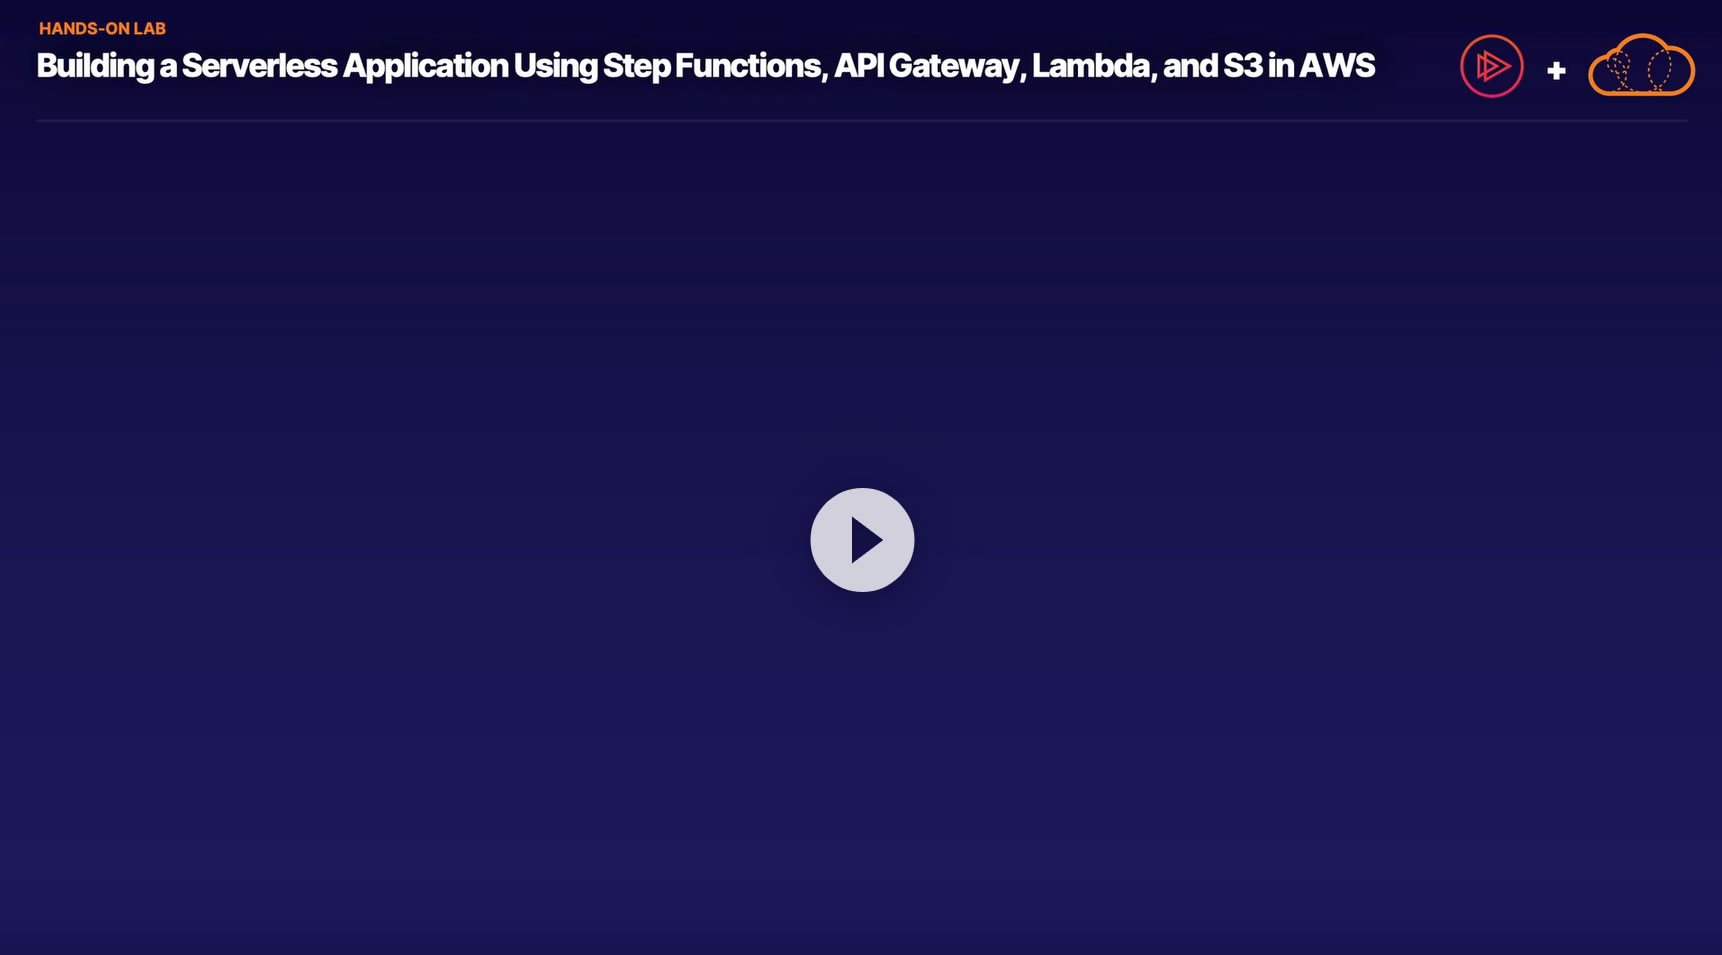 HANDS-ON LAB
Building a Serverless Application Using Step Functions, API Gateway, Lambda, and S3 in AWS
+